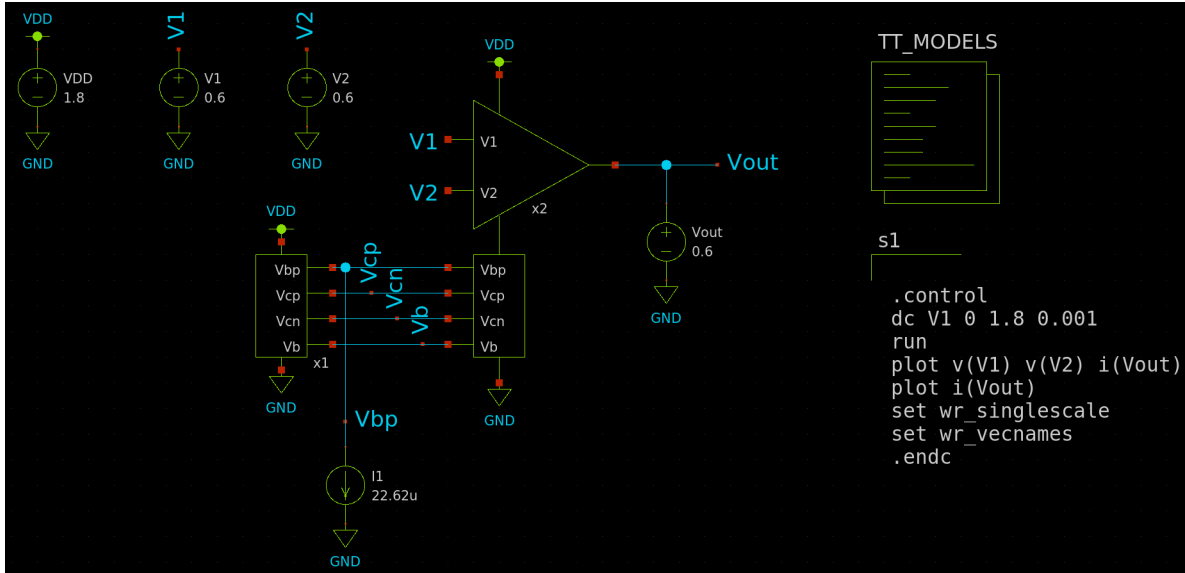 VDD
VDD
1.8
GND
V1
V1
0.6
GND
V2
V2
0.6
GND
VDD
V1
V1
V2
V2
x2
Vout
Vout
0.6
GND
VDD
Vbp
Vcp
Vcn
Vb
x1
GND
Vcp
Vcn
Vb
Vbp
Vcp
Vcn
Vb
GND
Vbp
I1
22.62u
GND
TT_MODELS
s1
.control
dc V1 0 1.8 0.001
run
plot v(V1) v(V2) i(Vout)
plot i(Vout)
set wr_singlescale
set wr_vecnames
.endc